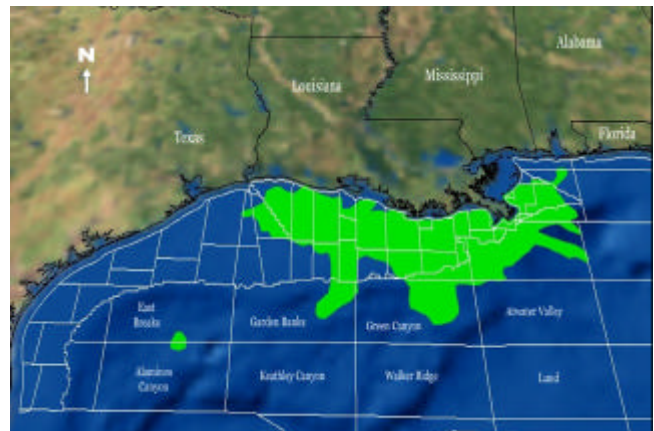 N
Alabama
Mississippi
Louisiana
Florida
Texas
East
Breaks
Garden Banks
Green Canyon
Atwater Valley
Alaminos
Canyon
Keathley Canyon
Walker Ridge
Lund